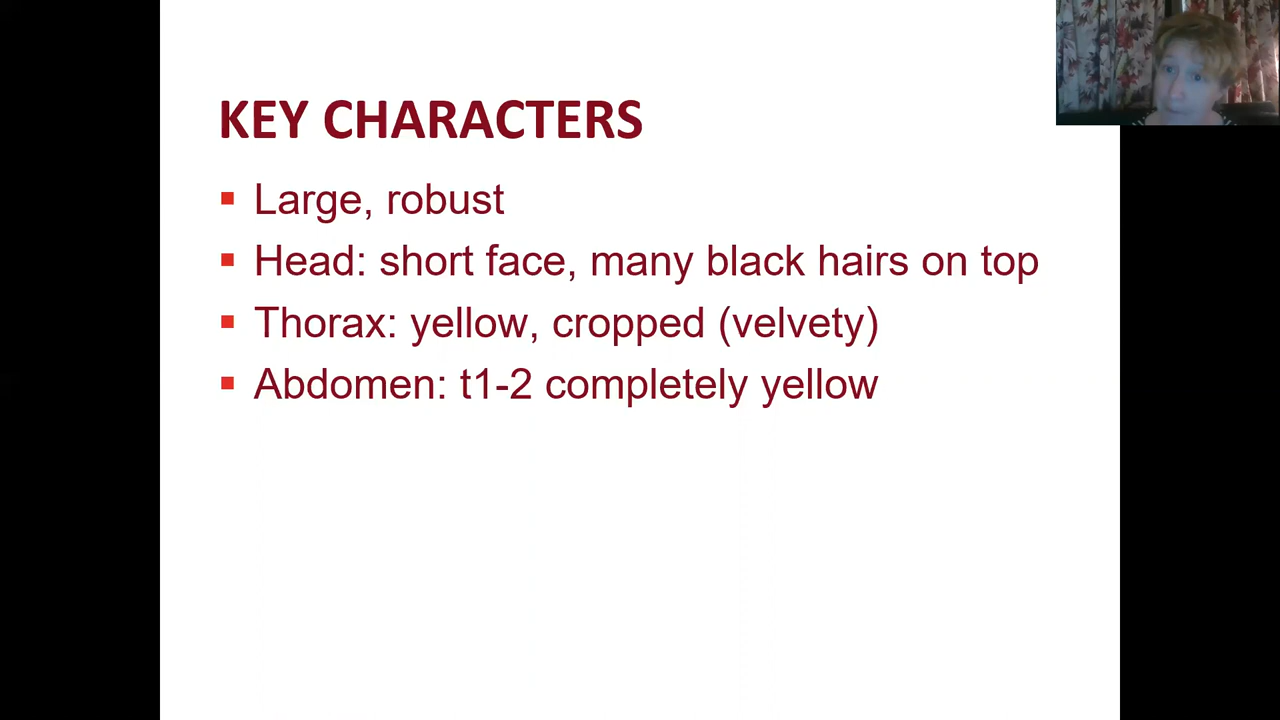 KEY CHARACTERS
Large, robust
Head: short face, many black hairs on top
Thorax: yellow, cropped (velvety)
Abdomen: t1-2 completely yellow